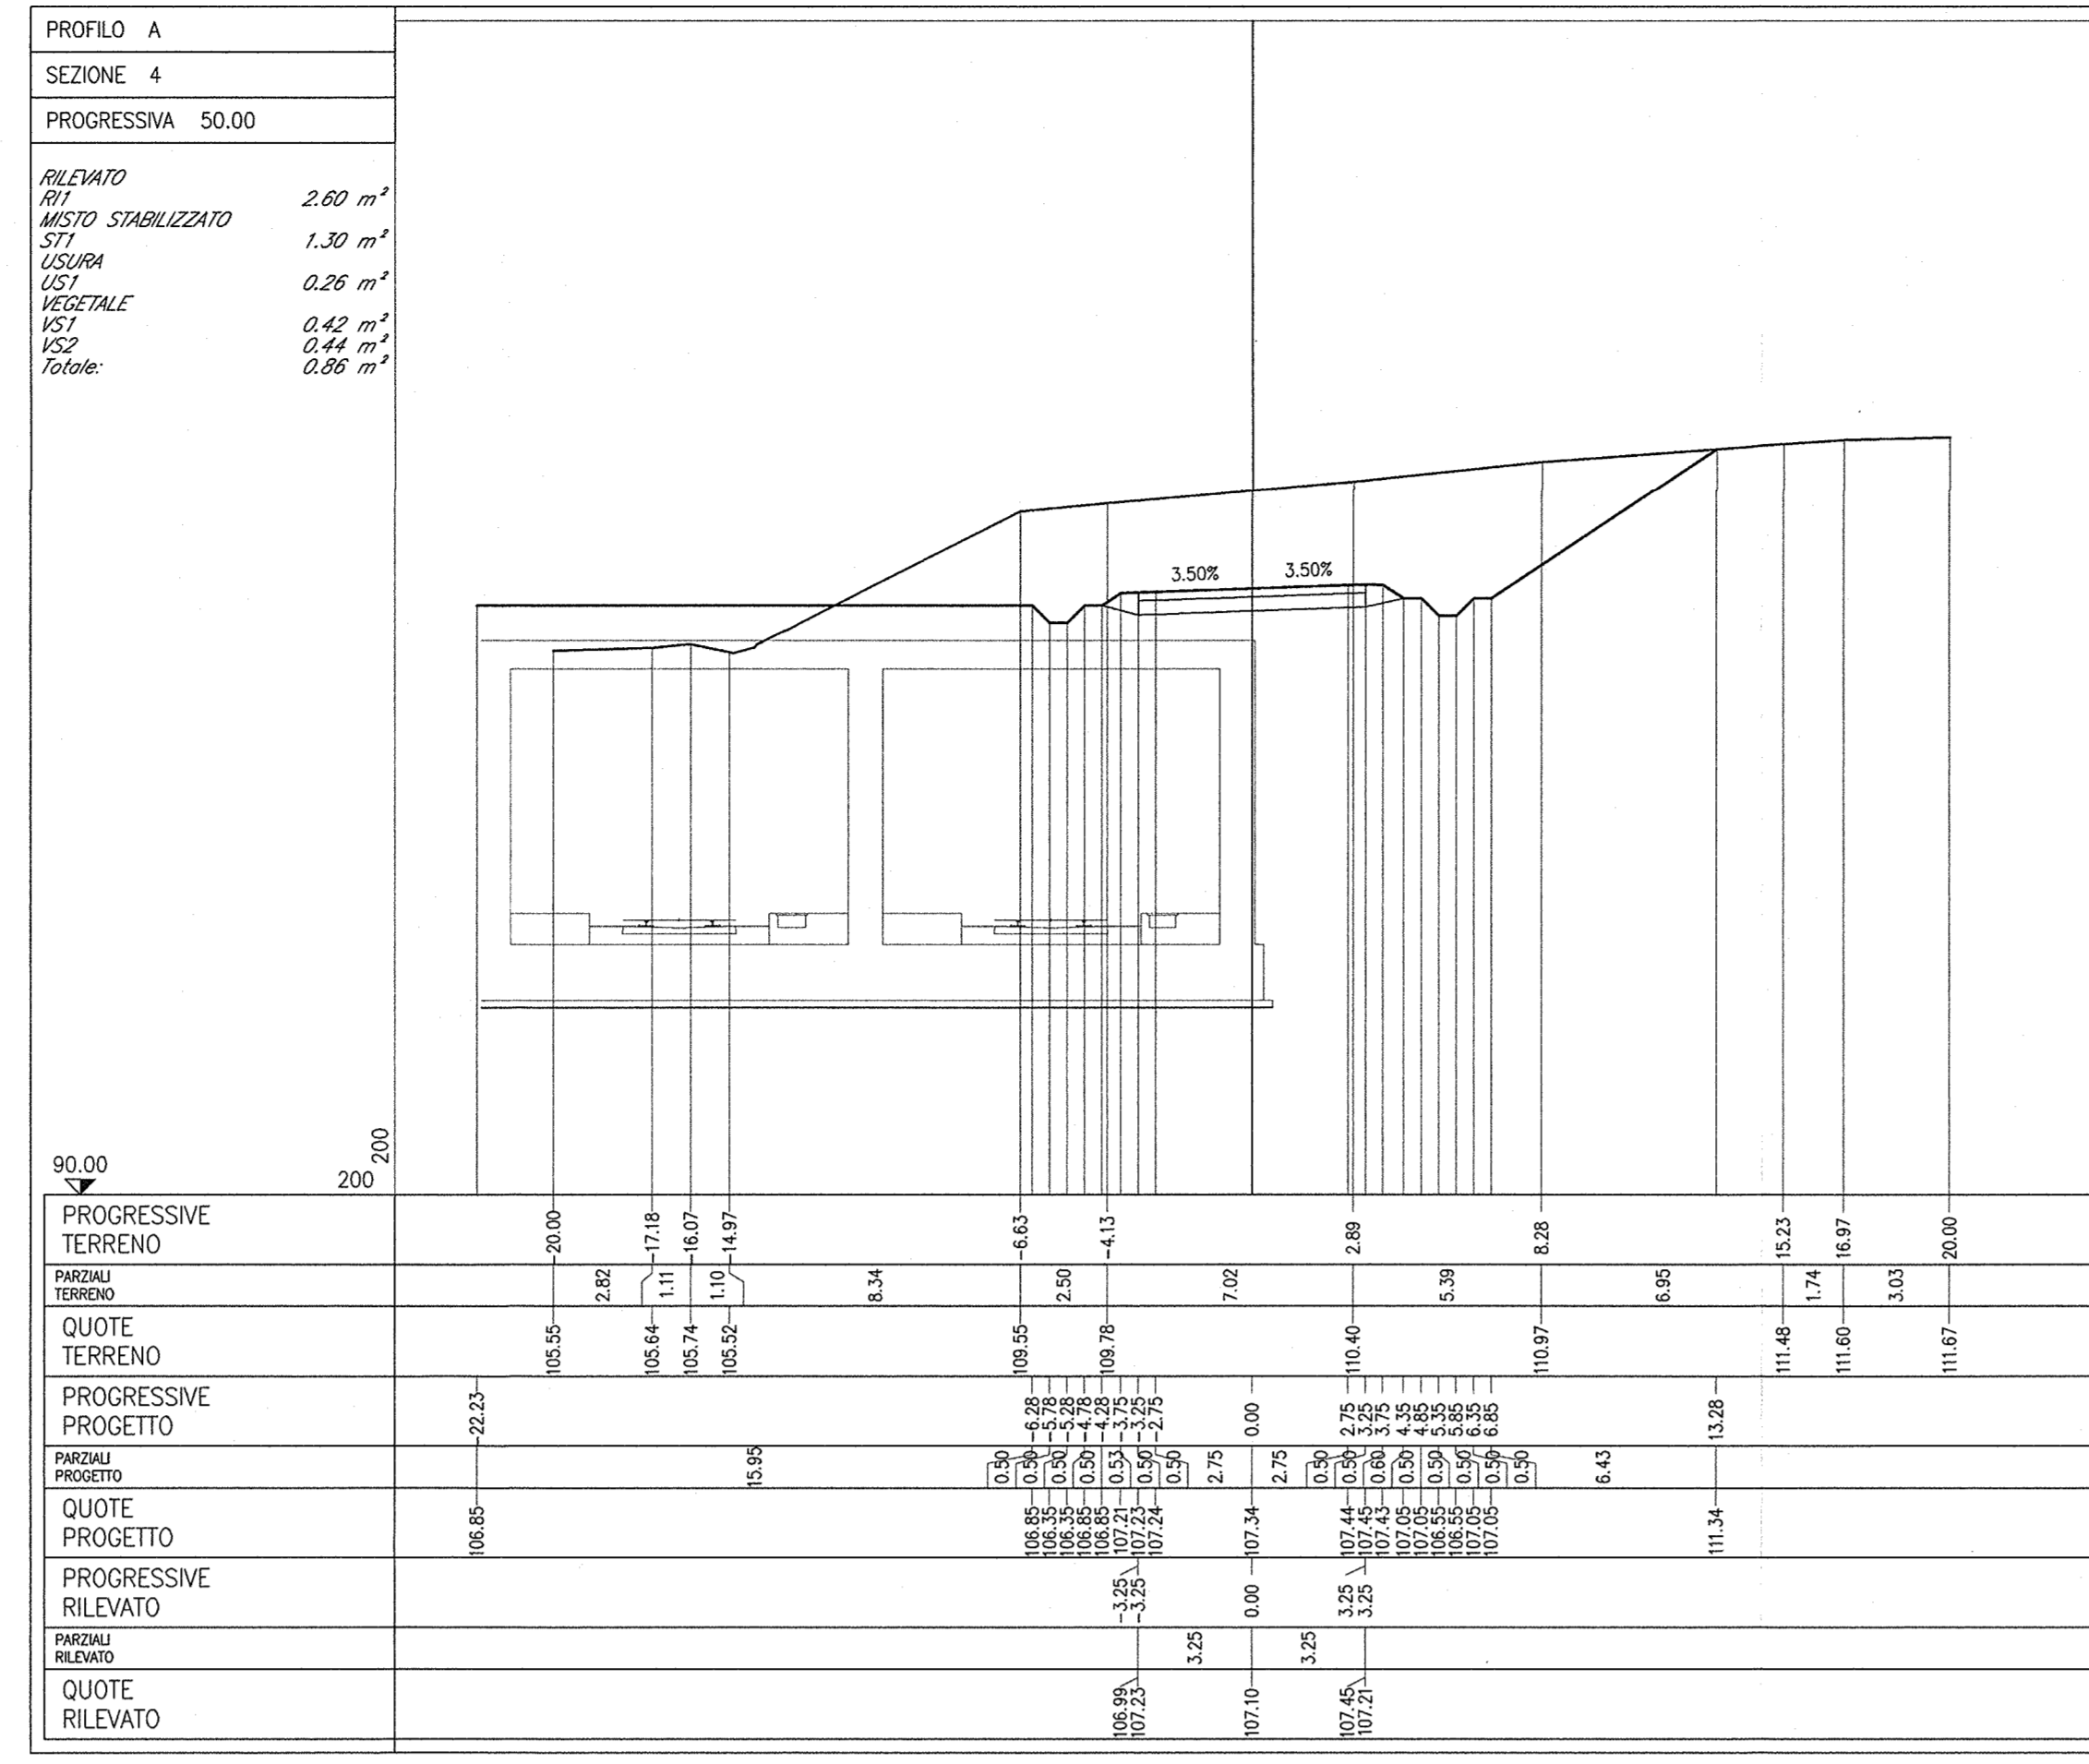 PROFILO A
SEZIONE 4
PROGRESSIVA 50.00
RILEVATO
RI1 2.60 m²
MISTO STABILIZZATO
ST1 1.30 m²
USURA
US1 0.26 m²
VEGETALE
VS1 0.42 m²
VS2 0.44 m²
Totale: 0.86 m²
3.50% 3.50%
90.00
200
200
PROGRESSIVE
TERRENO
-20.00 -17.18 -16.07 -14.97 -6.63 -4.13 2.89 8.28 15.23 16.97 20.00
PARZIALI
TERRENO
2.82 1.11 1.10 8.34 2.50 7.02 5.39 6.95 1.74 3.03
QUOTE
TERRENO
105.55 105.64 105.74 105.52 109.55 109.78 110.40 110.97 111.48 111.60 111.67
PROGRESSIVE
PROGETTO
-22.23 -6.28 -5.78 -5.28 -4.78 -4.28 -3.75 -3.25 -2.75 0.00 2.75 3.25 3.75 4.35 4.85 5.35 5.85 6.35 6.85 13.28
PARZIALI
PROGETTO
15.95 0.50 0.50 0.50 0.50 0.53 0.50 0.50 2.75 2.75 0.50 0.50 0.60 0.50 0.50 0.50 0.50 0.50 6.43
QUOTE
PROGETTO
106.85 106.85 106.35 106.35 106.85 106.85 107.21 107.23 107.24 107.34 107.44 107.45 107.43 107.05 107.05 106.55 106.55 107.05 107.05 111.34
PROGRESSIVE
RILEVATO
-3.25 -3.25 0.00 3.25 3.25
PARZIALI
RILEVATO
3.25 3.25
QUOTE
RILEVATO
106.99 107.23 107.10 107.45 107.21